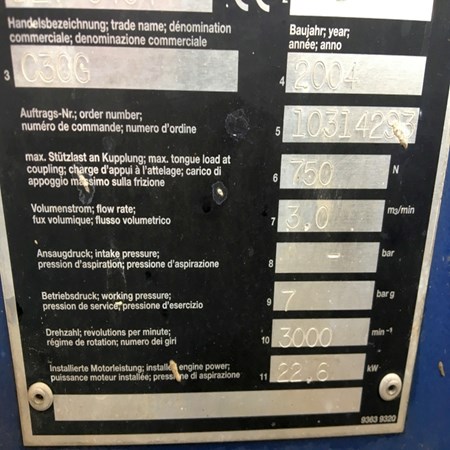 Handelsbezeichnung; trade name; dénomination
commerciale; denominazione commerciale
3 C30G
Baujahr; year;
année; anno
4 2004
Auftrags-Nr.; order number;
numéro de commande; numero d'ordine
5 10314293
max. Stützlast an Kupplung; max. tongue load at
coupling; charge d'appui à l'attelage; carico di
appoggio massimo sulla frizione
6 750 N
Volumenstrom; flow rate;
fux volumique; flusso volumetrico
7 3,0 m3/min
Ansaugdruck; intake pressure;
pression d'aspiration; pressione d'aspirazione
8 - bar
Betriebsdruck; working pressure;
pression de service; pressione d'esercizio
9 7 bar g
Drehzahl; revolutions per minute;
régime de rotation; numero dei giri
10 3000 min-1
Installierte Motorleistung; installed engine power;
puissance moteur installée; pressione di aspirazione
11 22,6 kW
9363 9320